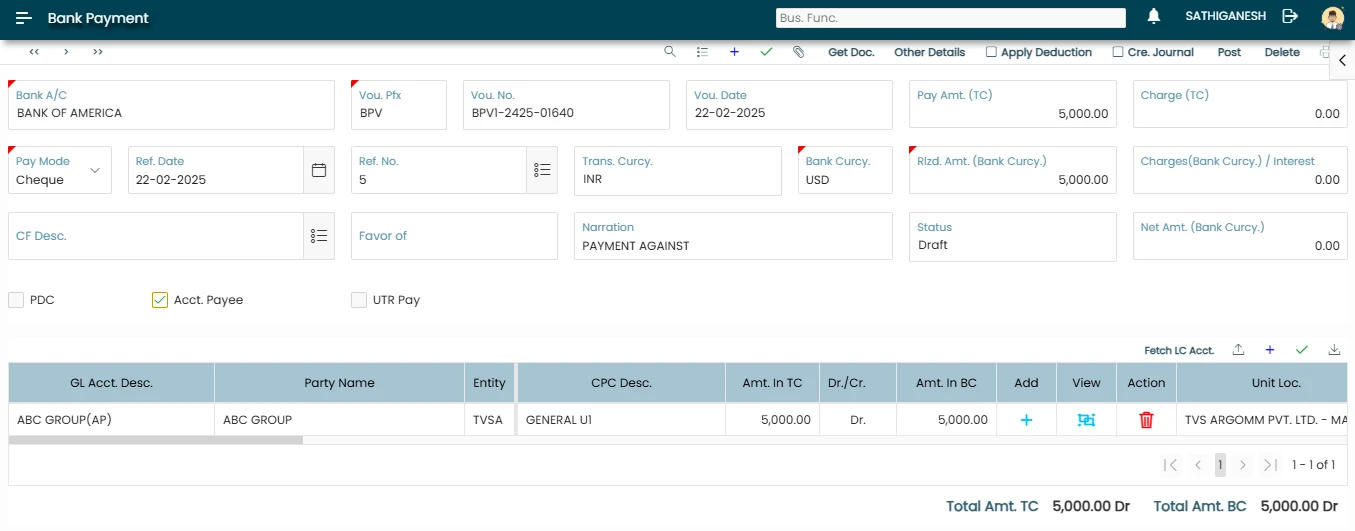 Bank Payment
Bus. Func.
SATHIGANESH
Get Doc. Other Details Apply Deduction Cre. Journal Post Delete
Bank A/C Vou. Pfx Vou. No. Vou. Date Pay Amt. (TC) Charge (TC)
BANK OF AMERICA BPV BPV1-2425-01640 22-02-2025 5,000.00 0.00
Pay Mode Ref. Date Ref. No. Trans. Curcy. Bank Curcy. Rlzd. Amt. (Bank Curcy.) Charges(Bank Curcy.) / Interest
Cheque 22-02-2025 5 INR USD 5,000.00 0.00
CF Desc. Favor of Narration Status Net Amt. (Bank Curcy.)
PAYMENT AGAINST Draft 0.00
PDC Acct. Payee UTR Pay
Fetch LC Acct.
GL Acct. Desc. Party Name Entity CPC Desc. Amt. In TC Dr./Cr. Amt. In BC Add View Action Unit Loc.
ABC GROUP(AP) ABC GROUP TVSA GENERAL U1 5,000.00 Dr. 5,000.00 TVS ARGOMM PVT. LTD. - MA
1 1 - 1 of 1
Total Amt. TC 5,000.00 Dr Total Amt. BC 5,000.00 Dr